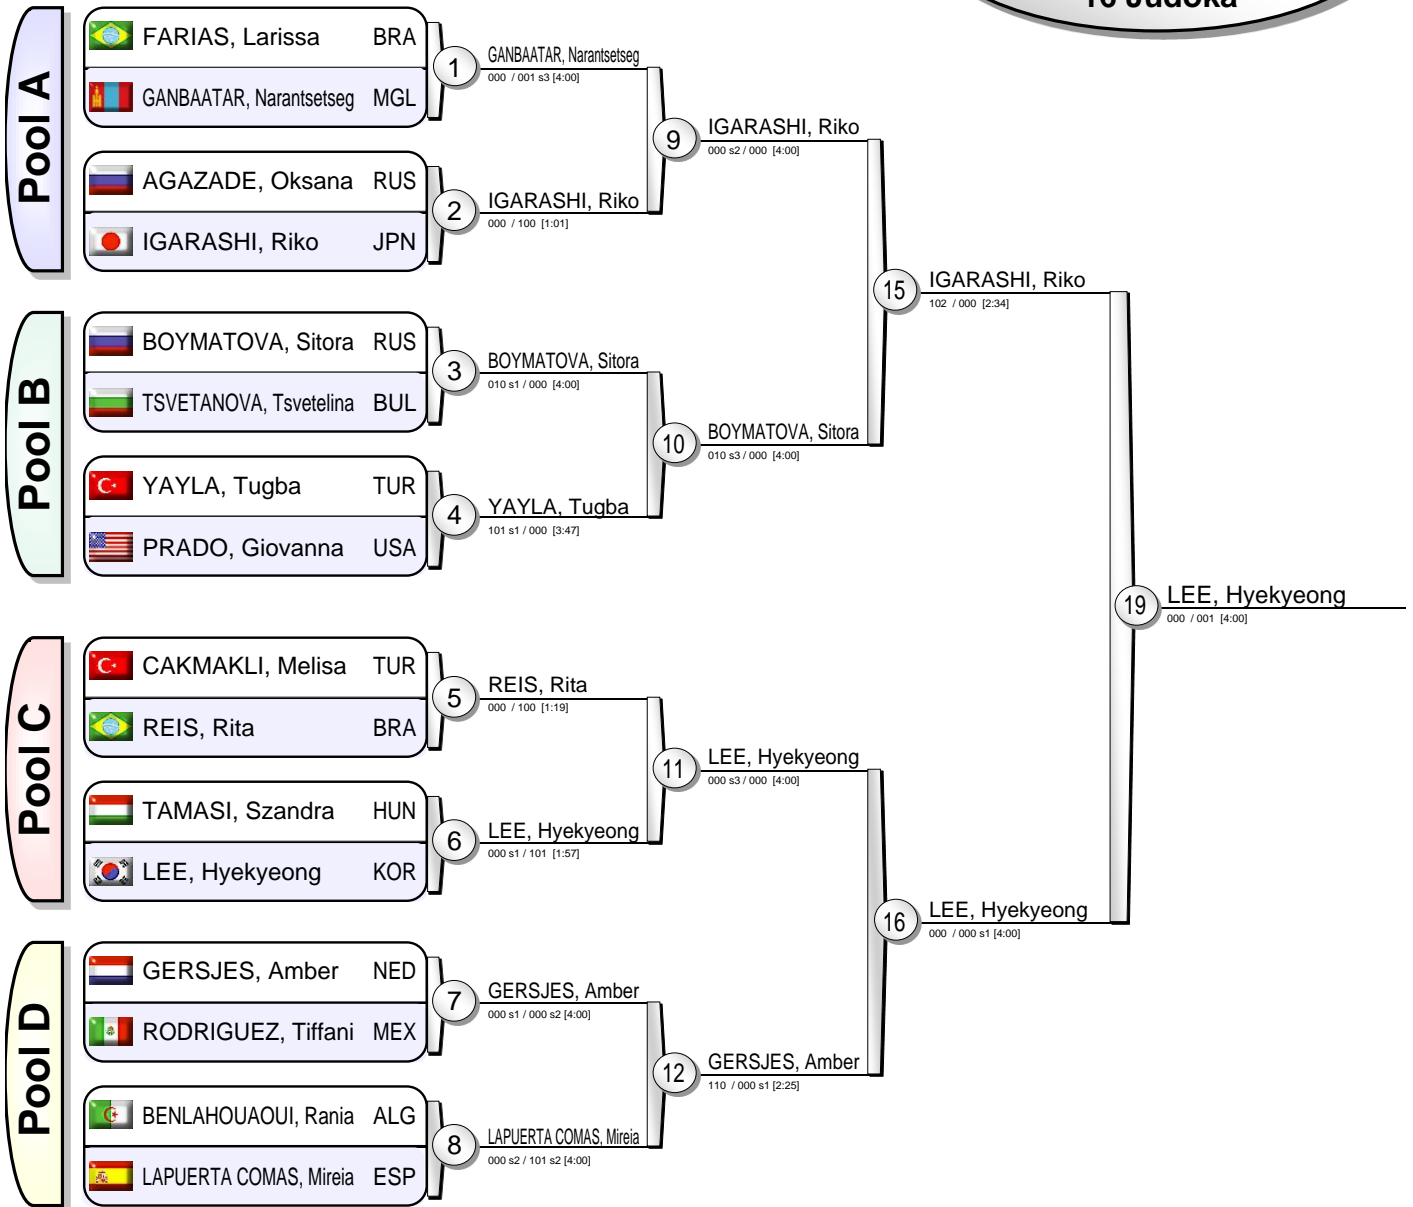 16 Judoka
Pool A
FARIAS, Larissa BRA
GANBAATAR, Narantsetseg MGL
1
GANBAATAR, Narantsetseg
000 / 001 s3 [4:00]
AGAZADE, Oksana RUS
IGARASHI, Riko JPN
2
IGARASHI, Riko
000 / 100 [1:01]
9
IGARASHI, Riko
000 s2 / 000 [4:00]
Pool B
BOYMATOVA, Sitora RUS
TSVETANOVA, Tsvetelina BUL
3
BOYMATOVA, Sitora
010 s1 / 000 [4:00]
YAYLA, Tugba TUR
PRADO, Giovanna USA
4
YAYLA, Tugba
101 s1 / 000 [3:47]
10
BOYMATOVA, Sitora
010 s3 / 000 [4:00]
15
IGARASHI, Riko
102 / 000 [2:34]
Pool C
CAKMAKLI, Melisa TUR
REIS, Rita BRA
5
REIS, Rita
000 / 100 [1:19]
TAMASI, Szandra HUN
LEE, Hyekyeong KOR
6
LEE, Hyekyeong
000 s1 / 101 [1:57]
11
LEE, Hyekyeong
000 s3 / 000 [4:00]
Pool D
GERSJES, Amber NED
RODRIGUEZ, Tiffani MEX
7
GERSJES, Amber
000 s1 / 000 s2 [4:00]
BENLAHOUAOUI, Rania ALG
LAPUERTA COMAS, Mireia ESP
8
LAPUERTA COMAS, Mireia
000 s2 / 101 s2 [4:00]
12
GERSJES, Amber
110 / 000 s1 [2:25]
16
LEE, Hyekyeong
000 / 000 s1 [4:00]
19
LEE, Hyekyeong
000 / 001 [4:00]